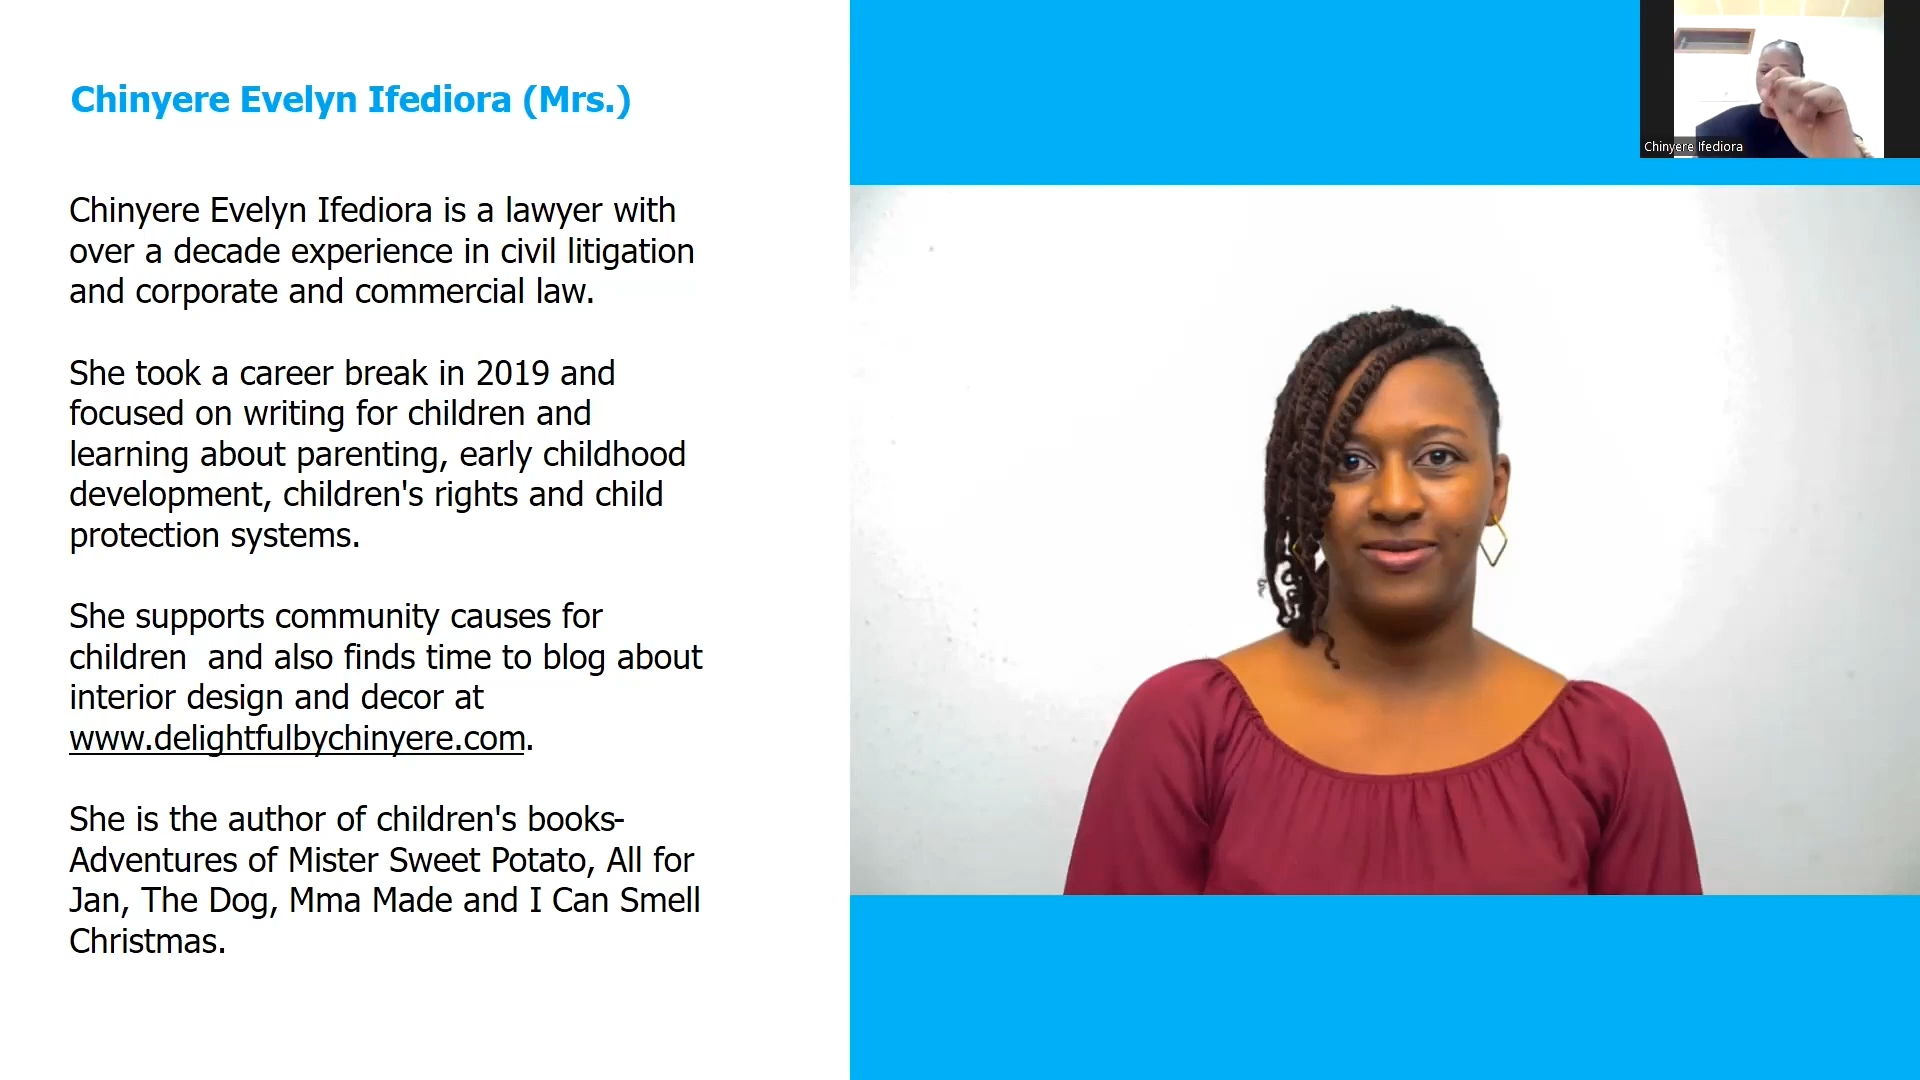 Chinyere Evelyn Ifediora (Mrs.)
Chinyere Evelyn Ifediora is a lawyer with
over a decade experience in civil litigation
and corporate and commercial law.
She took a career break in 2019 and
focused on writing for children and
learning about parenting, early childhood
development, children's rights and child
protection systems.
She supports community causes for
children  and also finds time to blog about
interior design and decor at
www.delightfulbychinyere.com.
She is the author of children's books-
Adventures of Mister Sweet Potato, All for
Jan, The Dog, Mma Made and I Can Smell
Christmas.
Chinyere Ifediora